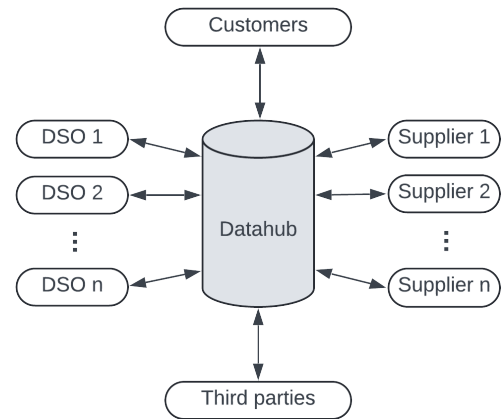 Customers
DSO 1
Supplier 1
DSO 2
Supplier 2
Datahub
DSO n
Supplier n
Third parties